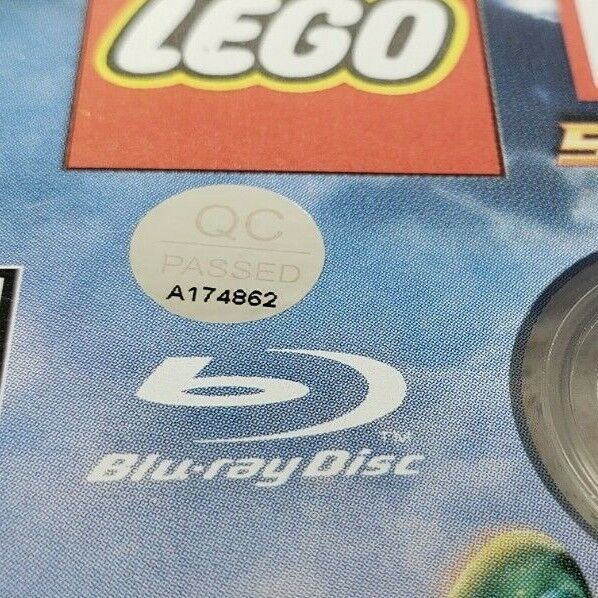 LEGO
QC
PASSED
A174862
Blu-ray Disc TM